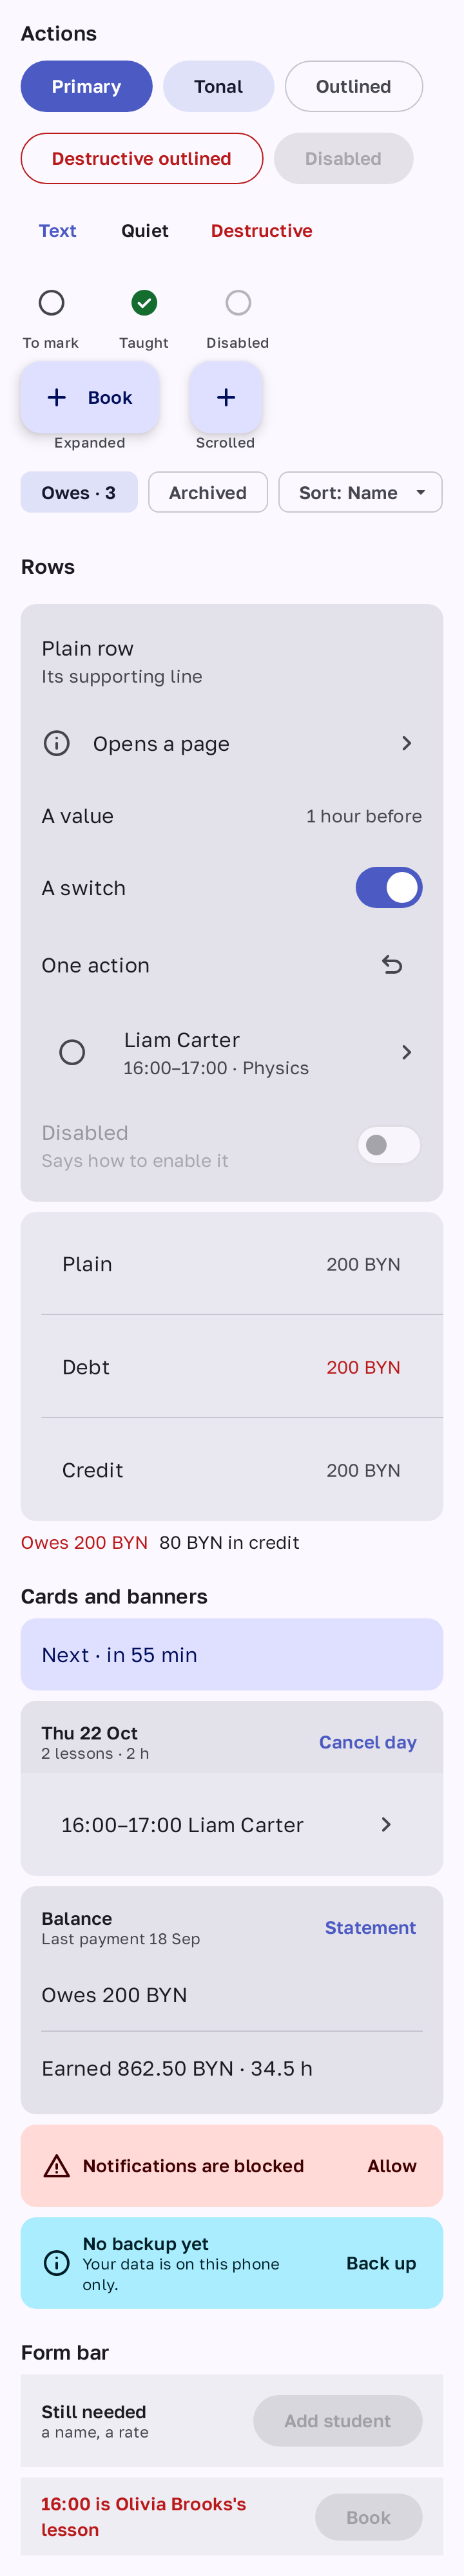 Actions
Primary
Tonal
Outlined
Destructive outlined
Disabled
Text
Quiet
Destructive
To mark
Taught
Disabled
Book
Expanded
Scrolled
Owes · 3
Archived
Sort: Name
Rows
Plain row
Its supporting line
Opens a page
A value
1 hour before
A switch
One action
Liam Carter
16:00–17:00 · Physics
Disabled
Says how to enable it
Plain
200 BYN
Debt
200 BYN
Credit
200 BYN
Owes 200 BYN 80 BYN in credit
Cards and banners
Next · in 55 min
Thu 22 Oct
2 lessons · 2 h
Cancel day
16:00–17:00 Liam Carter
Balance
Last payment 18 Sep
Statement
Owes 200 BYN
Earned 862.50 BYN · 34.5 h
Notifications are blocked
Allow
No backup yet
Your data is on this phone
only.
Back up
Form bar
Still needed
a name, a rate
Add student
16:00 is Olivia Brooks's
lesson
Book